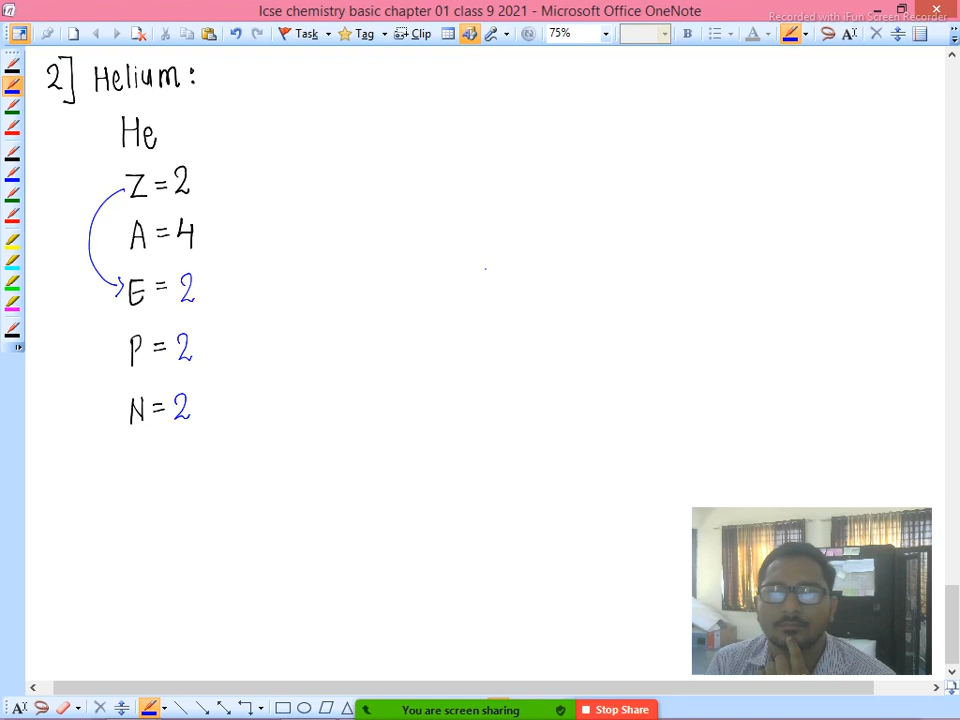 Icse chemistry basic chapter 01 class 9 2021 - Microsoft Office OneNote
Recorded with iFun Screen Recorder
Task Tag Clip 75% B A A
2] Helium:
He
Z = 2
A = 4
E = 2
P = 2
N = 2
A You are screen sharing Stop Share